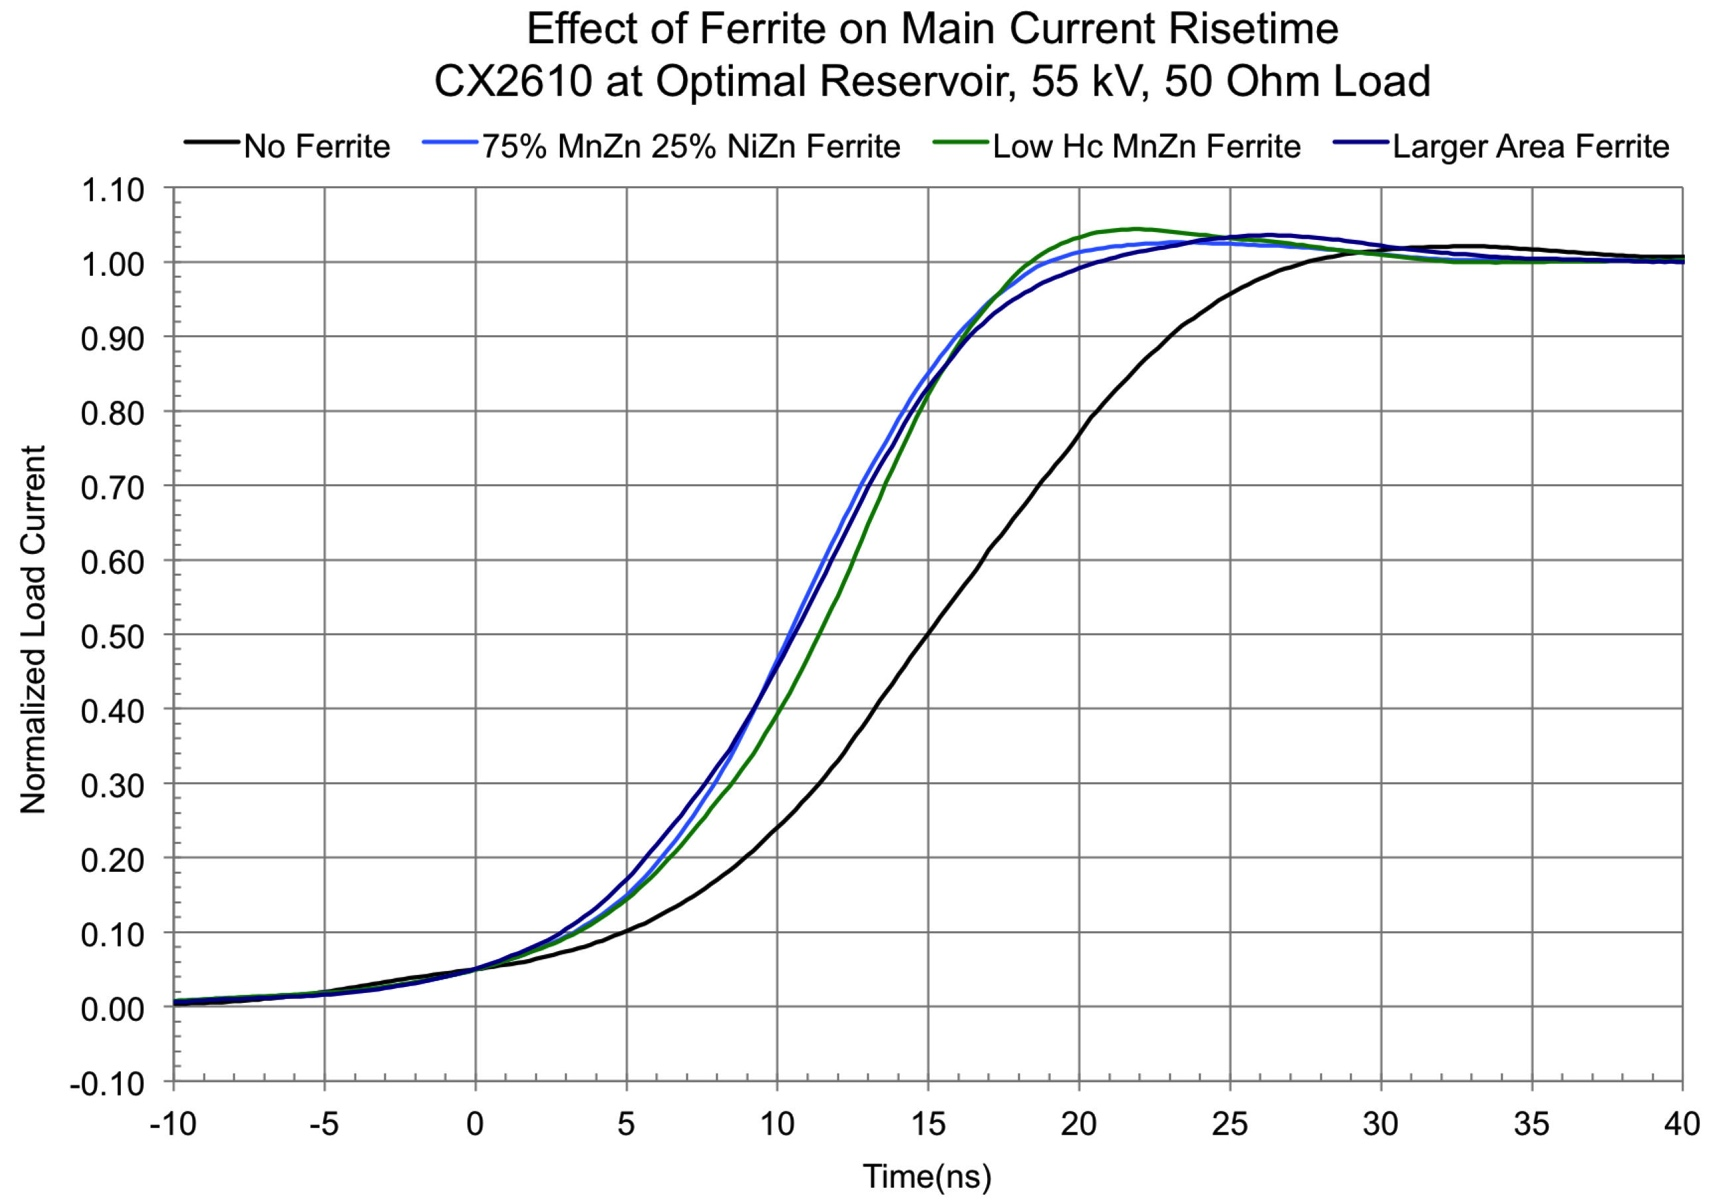 Effect of Ferrite on Main Current Risetime
CX2610 at Optimal Reservoir, 55 kV, 50 Ohm Load
No Ferrite 75% MnZn 25% NiZn Ferrite Low Hc MnZn Ferrite Larger Area Ferrite
1.10
1.00
0.90
0.80
0.70
0.60
0.50
0.40
0.30
0.20
0.10
0.00
-0.10
Normalized Load Current
-10 -5 0 5 10 15 20 25 30 35 40
Time(ns)